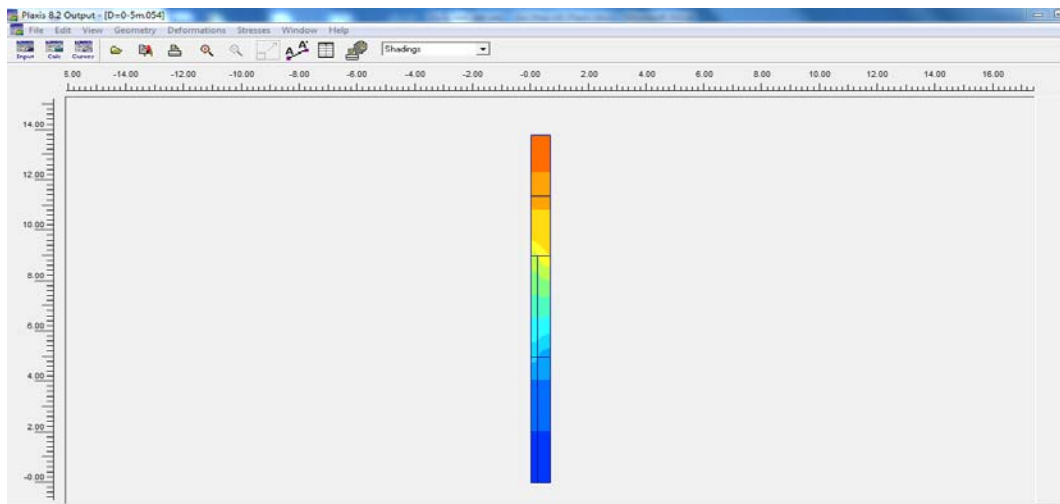 Plaxis 8.2 Output - [D=0-5m.054]
File Edit View Geometry Deformations Stresses Window Help
Input Calc Curves A A* Shadings
5.00 -14.00 -12.00 -10.00 -8.00 -6.00 -4.00 -2.00 -0.00 2.00 4.00 6.00 8.00 10.00 12.00 14.00 16.00
14.00
12.00
10.00
8.00
6.00
4.00
2.00
-0.00